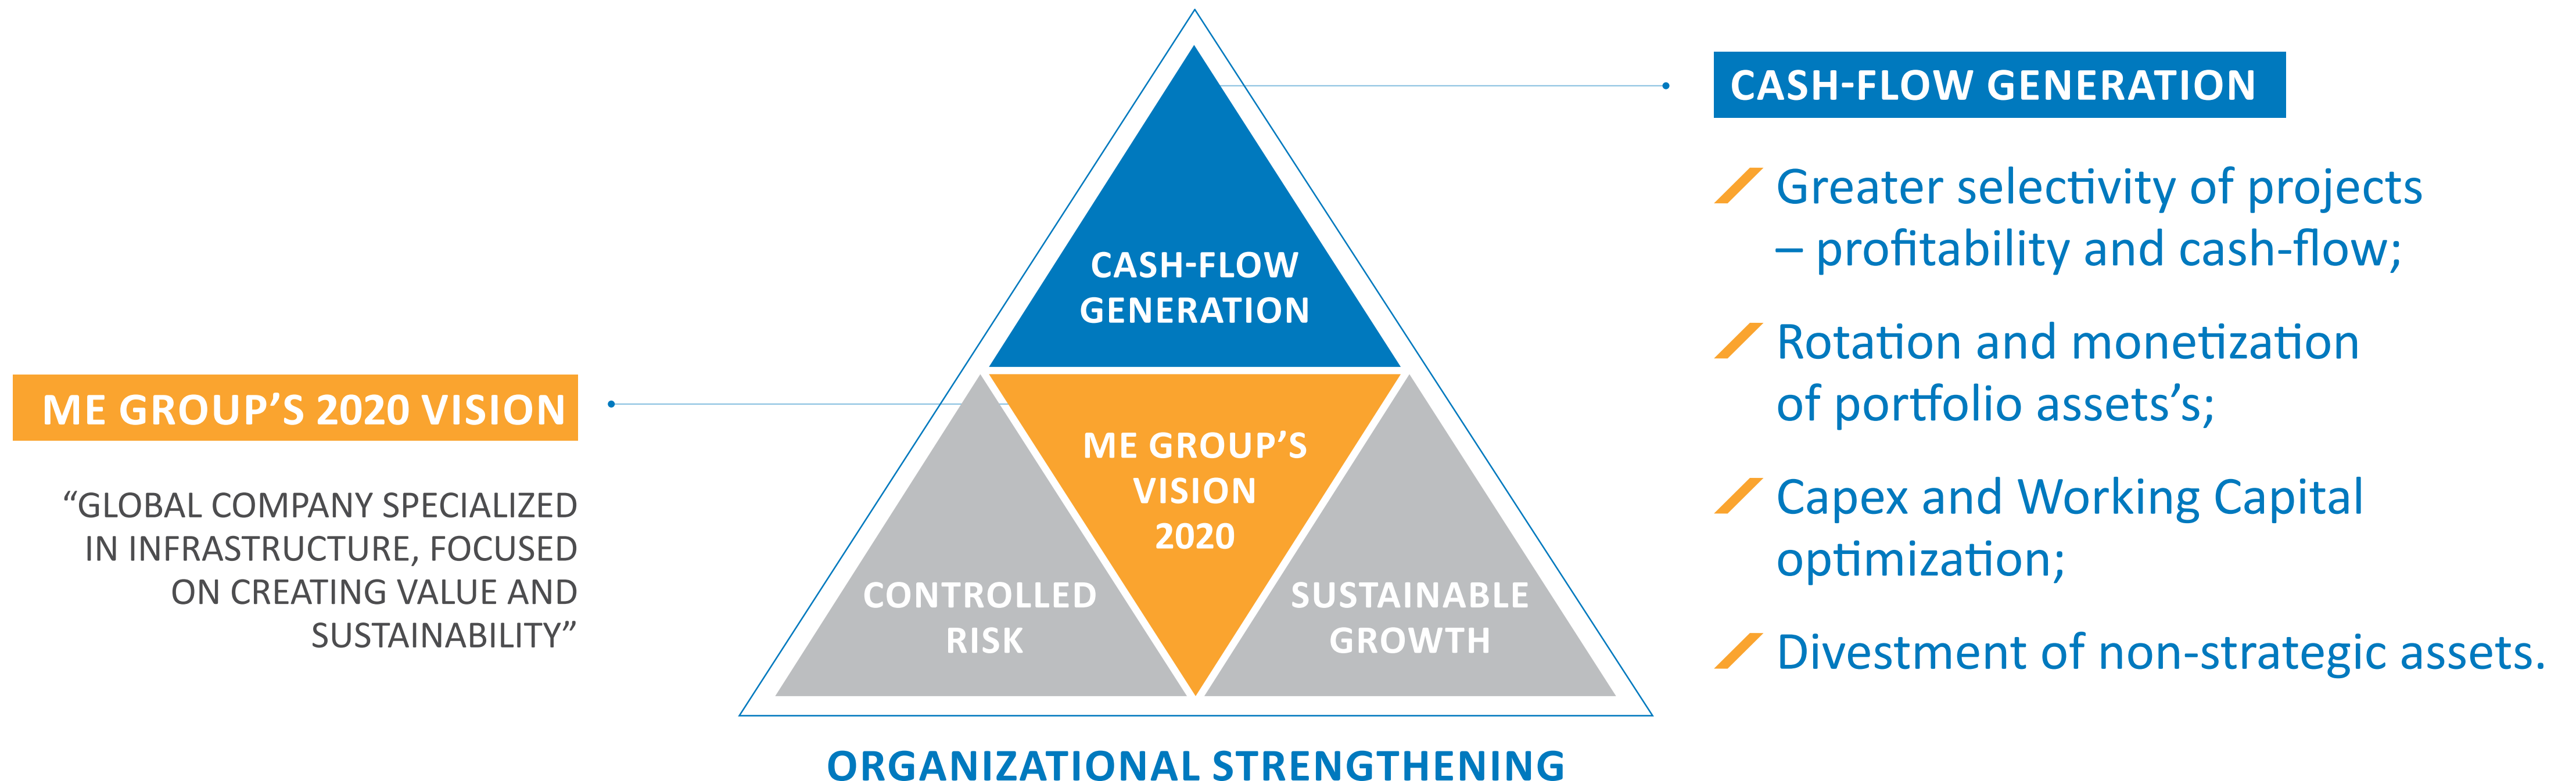 ME GROUP’S 2020 VISION
“GLOBAL COMPANY SPECIALIZED
IN INFRASTRUCTURE, FOCUSED
ON CREATING VALUE AND
SUSTAINABILITY”
CASH-FLOW
GENERATION
ME GROUP’S
VISION
2020
CONTROLLED
RISK
SUSTAINABLE
GROWTH
ORGANIZATIONAL STRENGTHENING
CASH-FLOW GENERATION
Greater selectivity of projects
– profitability and cash-flow;
Rotation and monetization
of portfolio assets’s;
Capex and Working Capital
optimization;
Divestment of non-strategic assets.